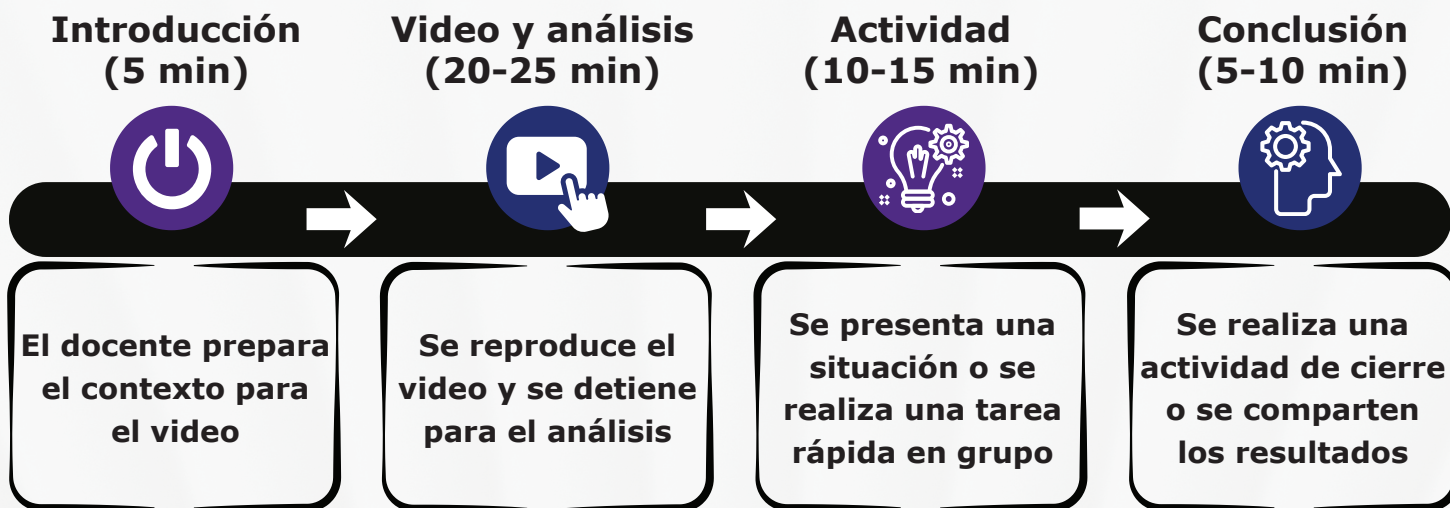 Introducción
(5 min)
Video y análisis
(20-25 min)
Actividad
(10-15 min)
Conclusión
(5-10 min)
El docente prepara
el contexto para
el video
Se reproduce el
video y se detiene
para el análisis
Se presenta una
situación o se
realiza una tarea
rápida en grupo
Se realiza una
actividad de cierre
o se comparten
los resultados